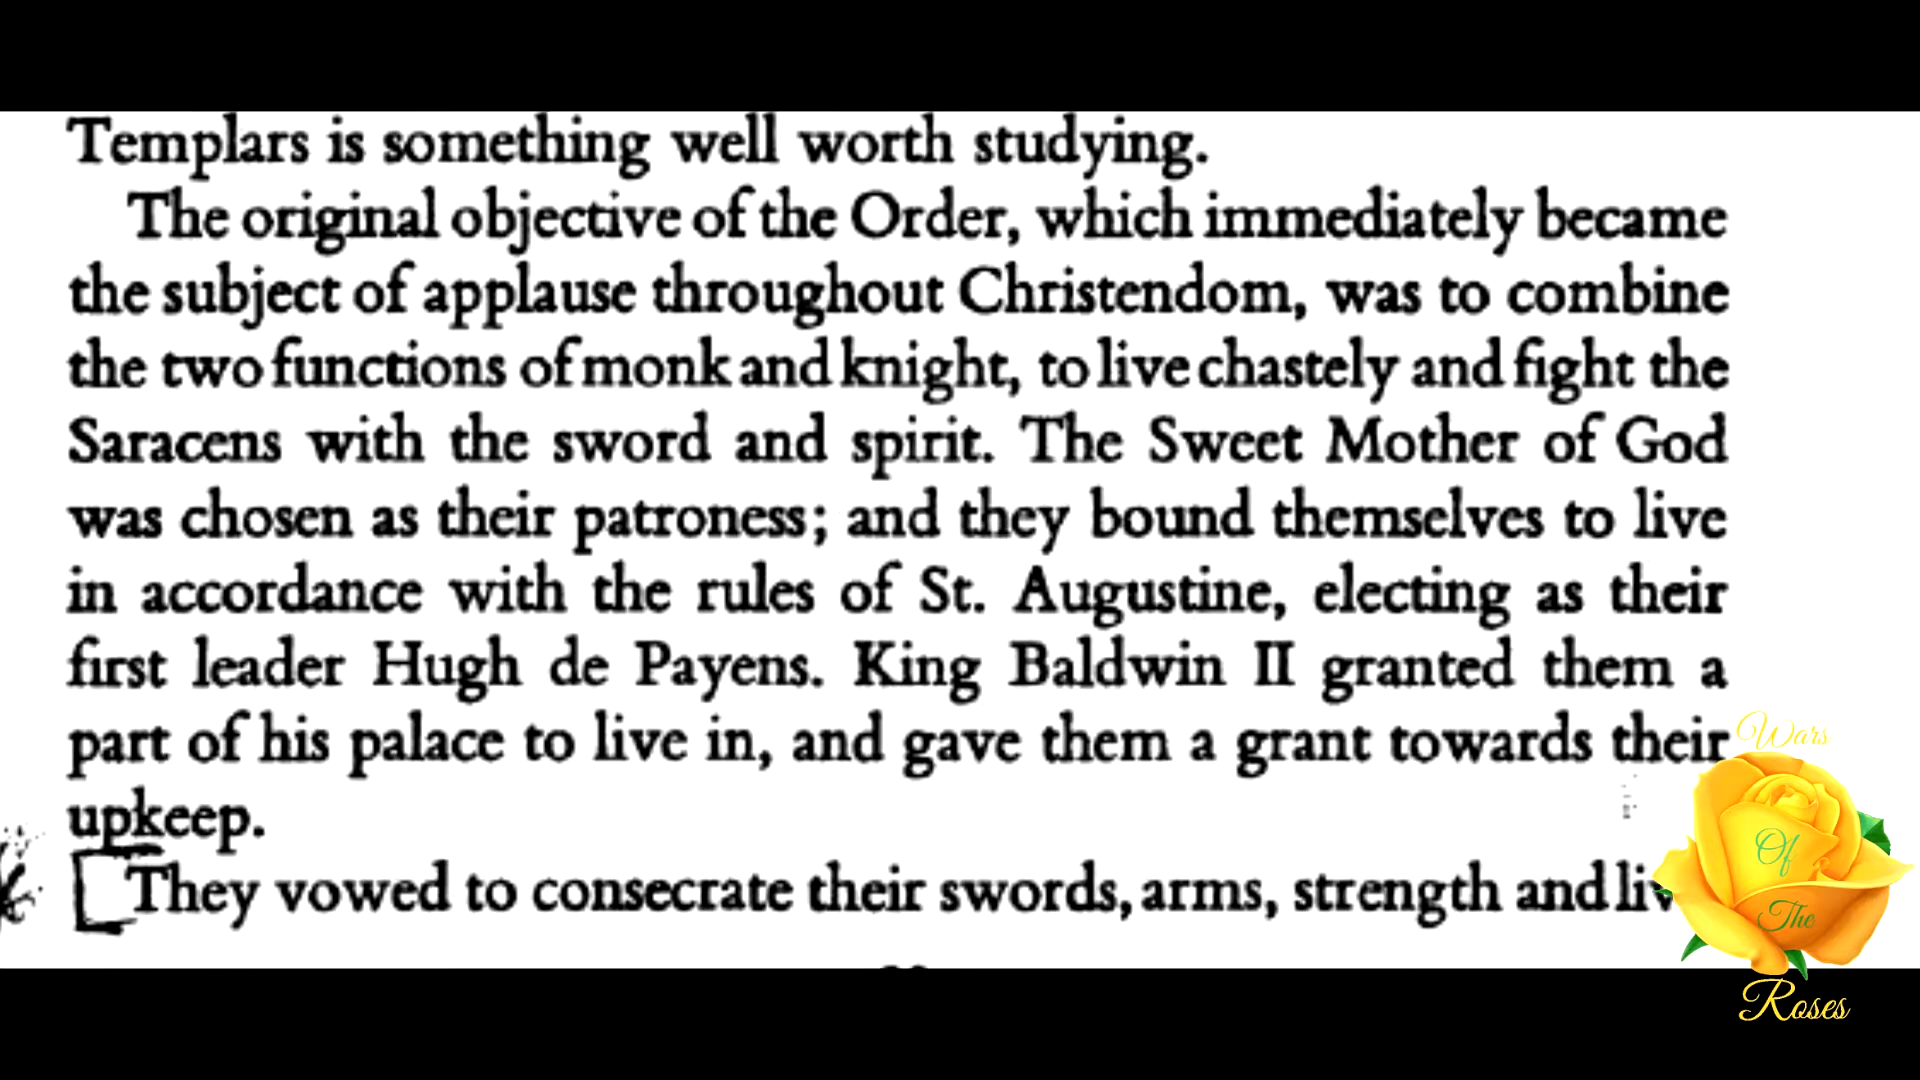 Templars is something well worth studying.
The original objective of the Order, which immediately became
the subject of applause throughout Christendom, was to combine
the two functions of monk and knight, to live chastely and fight the
Saracens with the sword and spirit. The Sweet Mother of God
was chosen as their patroness; and they bound themselves to live
in accordance with the rules of St. Augustine, electing as their
first leader Hugh de Payens. King Baldwin II granted them a
part of his palace to live in, and gave them a grant towards their
upkeep.
They vowed to consecrate their swords, arms, strength and
Wars
Of
The
Roses